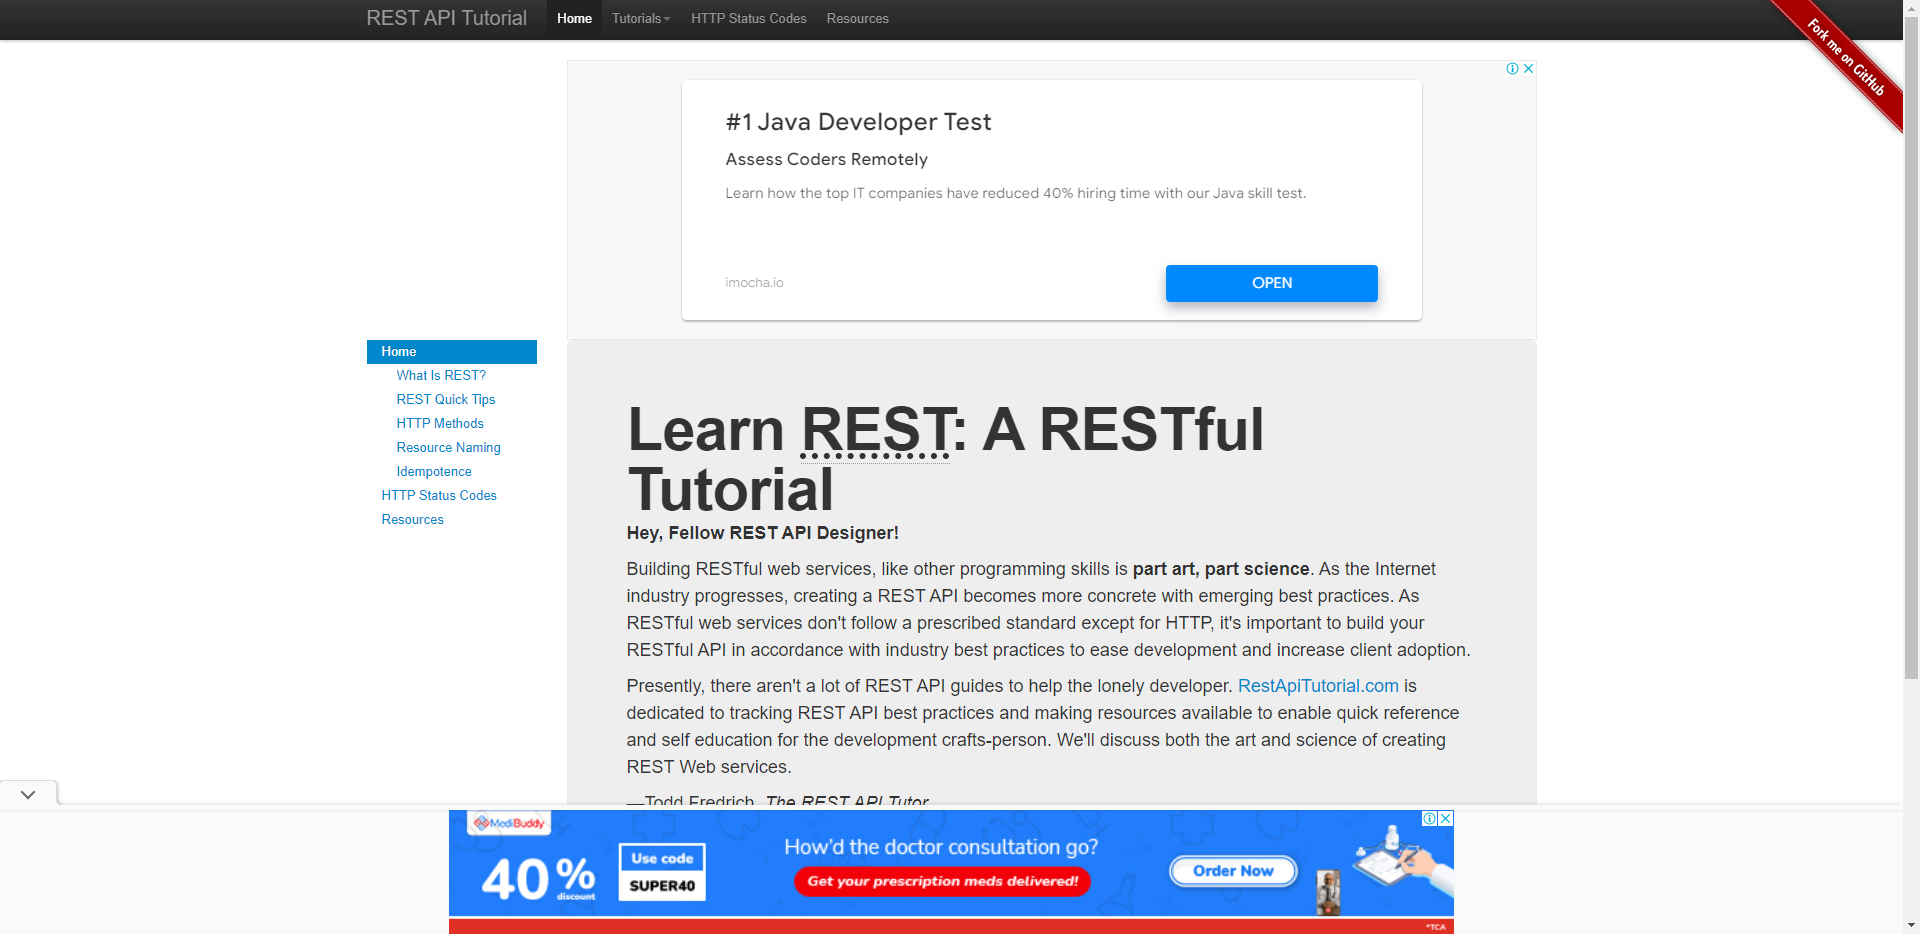 REST API Tutorial
Home
Tutorials
HTTP Status Codes
Resources
Fork me on GitHub
#1 Java Developer Test
Assess Coders Remotely
Learn how the top IT companies have reduced 40% hiring time with our Java skill test.
imocha.io
OPEN
Home
What Is REST?
REST Quick Tips
HTTP Methods
Resource Naming
Idempotence
HTTP Status Codes
Resources
Learn REST: A RESTful
Tutorial
Hey, Fellow REST API Designer!
Building RESTful web services, like other programming skills is part art, part science. As the Internet
industry progresses, creating a REST API becomes more concrete with emerging best practices. As
RESTful web services don't follow a prescribed standard except for HTTP, it's important to build your
RESTful API in accordance with industry best practices to ease development and increase client adoption.
Presently, there aren't a lot of REST API guides to help the lonely developer. RestApiTutorial.com is
dedicated to tracking REST API best practices and making resources available to enable quick reference
and self education for the development crafts-person. We'll discuss both the art and science of creating
REST Web services.
—Todd Fredrich, The REST API Tutor
MediBuddy
40% discount
Use code
SUPER40
How'd the doctor consultation go?
Get your prescription meds delivered!
Order Now
*TCA